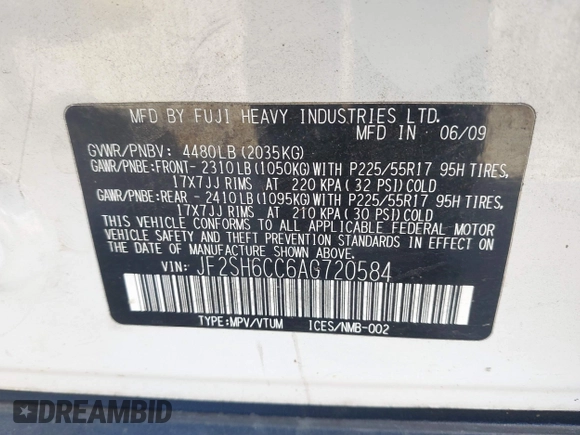 MFD BY FUJI HEAVY INDUSTRIES LTD.
MFD IN 06/09
GVWR/PNBV: 4480LB (2035KG)
GAWR/PNBE:FRONT- 2310LB(1050KG)WITH P225/55R17 95H TIRES,
17X7JJ RIMS AT 220 KPA(32 PSI)COLD
GAWR/PNBE:REAR - 2410LB(1095KG)WITH P225/55R17 95H TIRES,
17X7JJ RIMS AT 210 KPA(30 PSI)COLD
THIS VEHICLE CONFORMS TO ALL APPLICABLE FEDERAL MOTOR
VEHICLE SAFETY AND THEFT PREVENTION STANDARDS IN EFFECT
ON THE DATE OF MANUFACTURE SHOWN ABOVE.
VIN: JF2SH6CC6AG720584
TYPE:MPV/VTUM ICES/NMB-002
DREAMBID